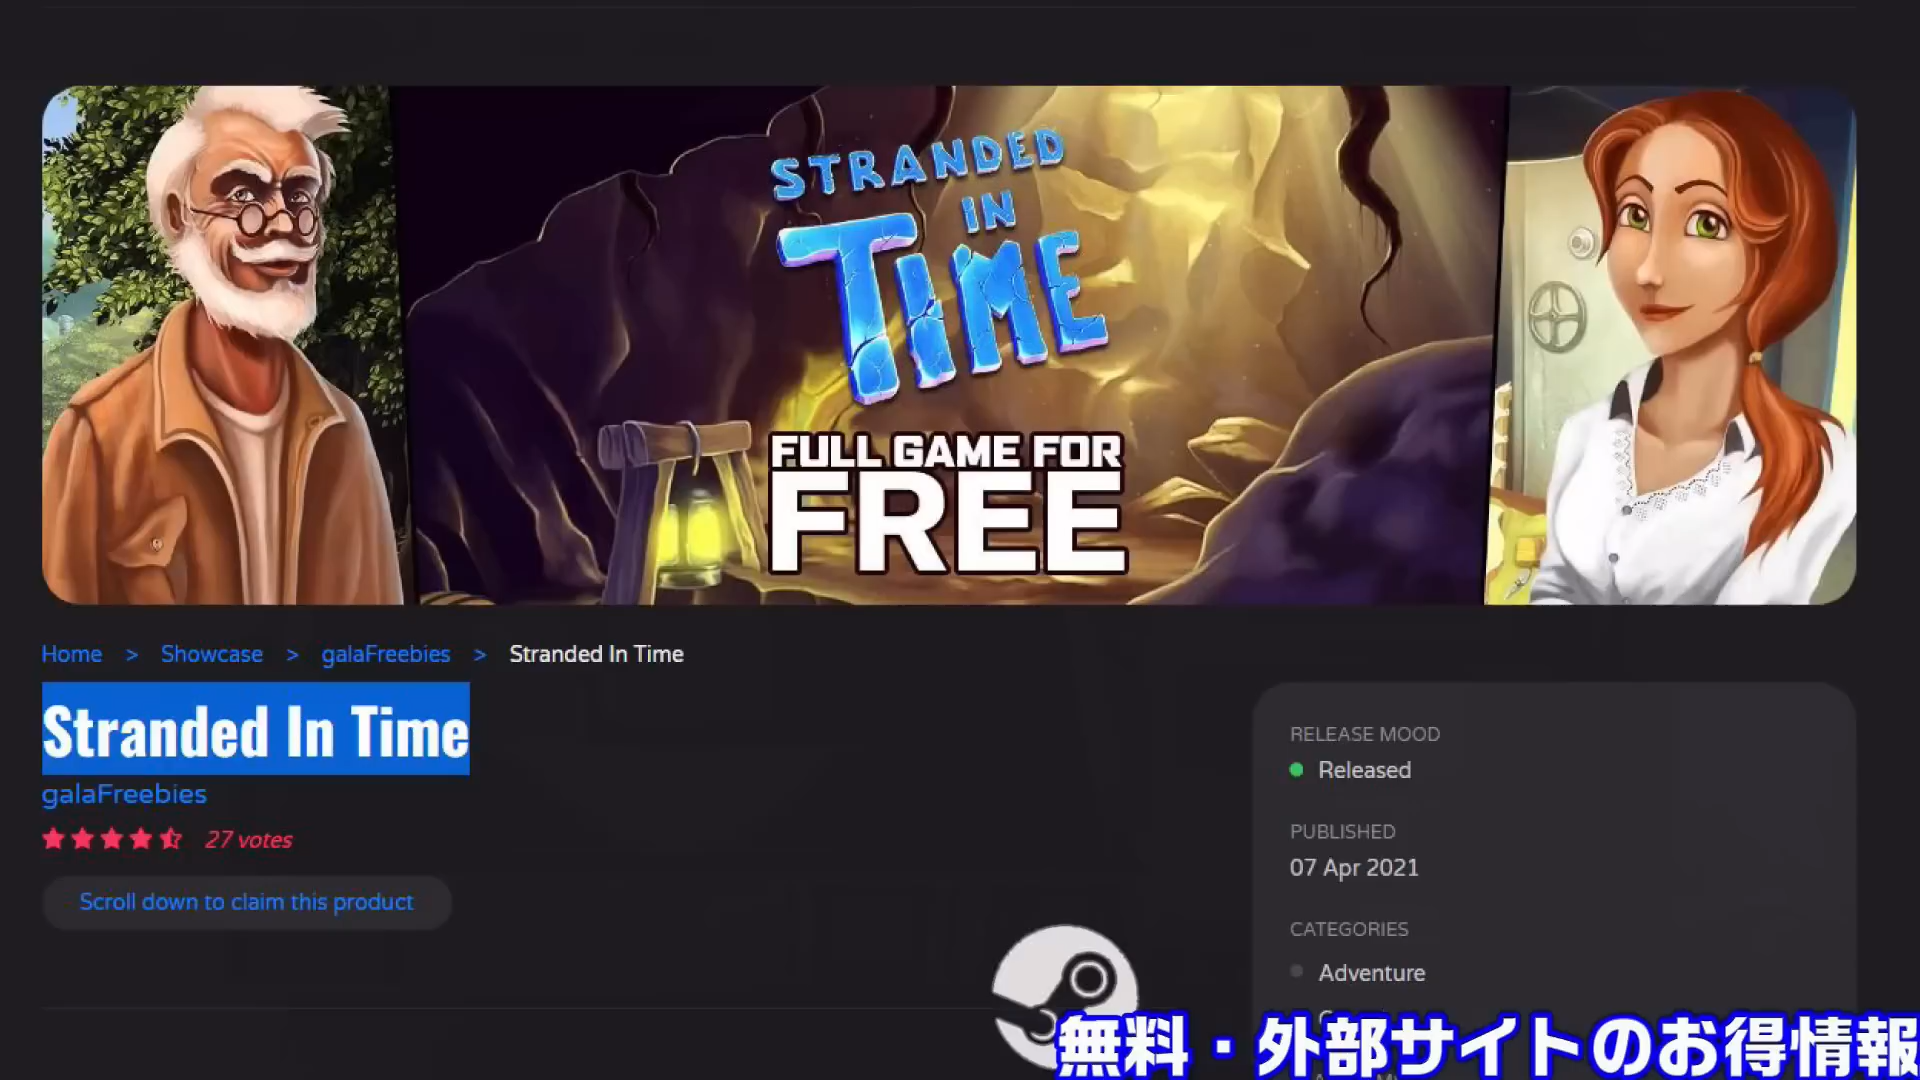 STRANDED
IN
TIME
FULL GAME FOR
FREE
Home > Showcase > galaFreebies > Stranded In Time
Stranded In Time
galaFreebies
27 votes
Scroll down to claim this product
RELEASE MOOD
Released
PUBLISHED
07 Apr 2021
CATEGORIES
Adventure
無料・外部サイトのお得情報